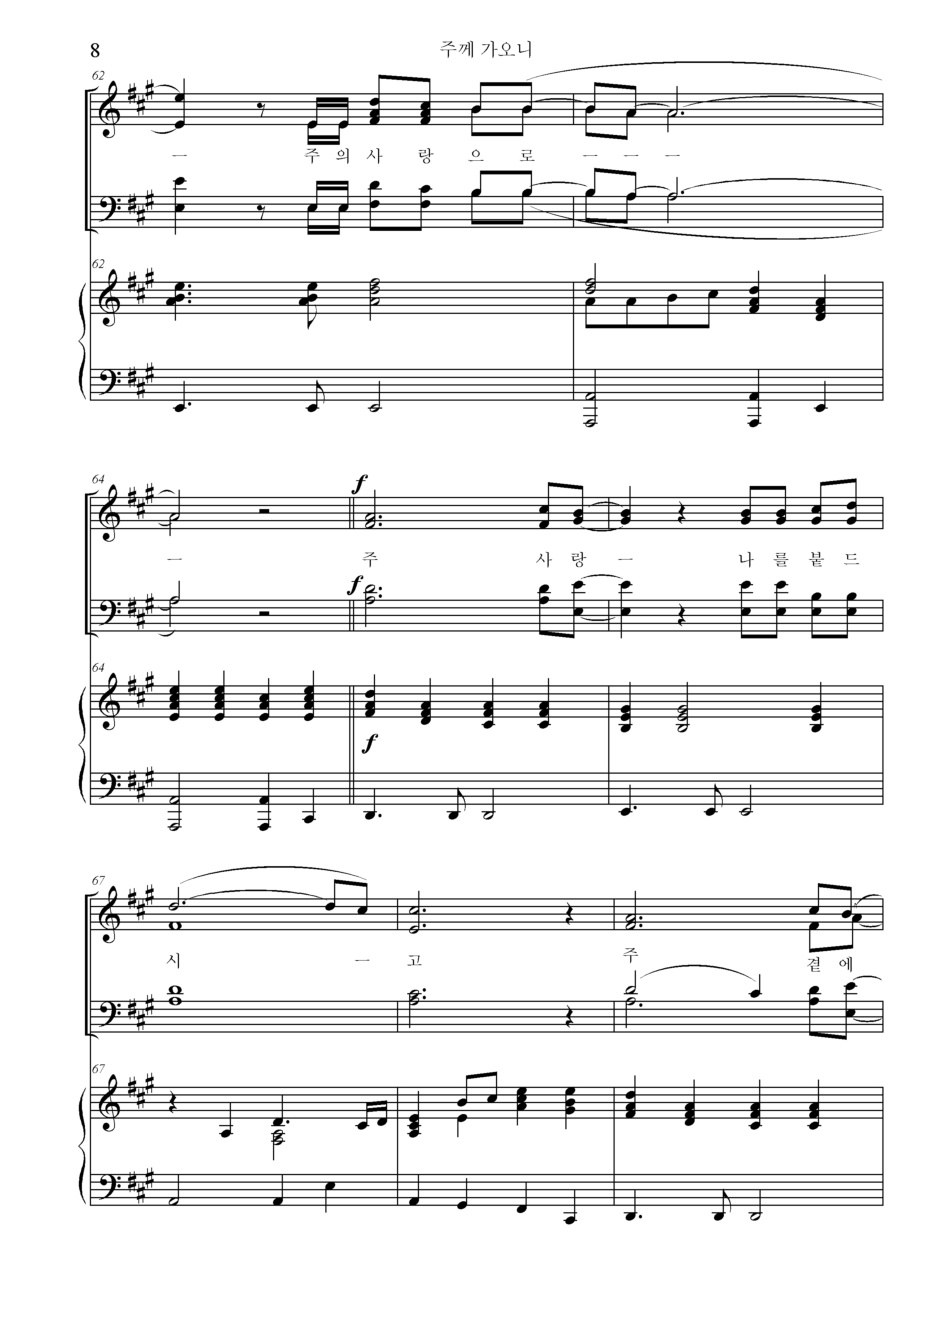 8
주께 가오니
62
ㅡ 주 의 사 랑 으 로 ㅡ ㅡ ㅡ
62
64
f
ㅡ 주 사 랑 ㅡ 나 를 붙 드
f
64
f
67
시 ㅡ 고 주 곁 에
67